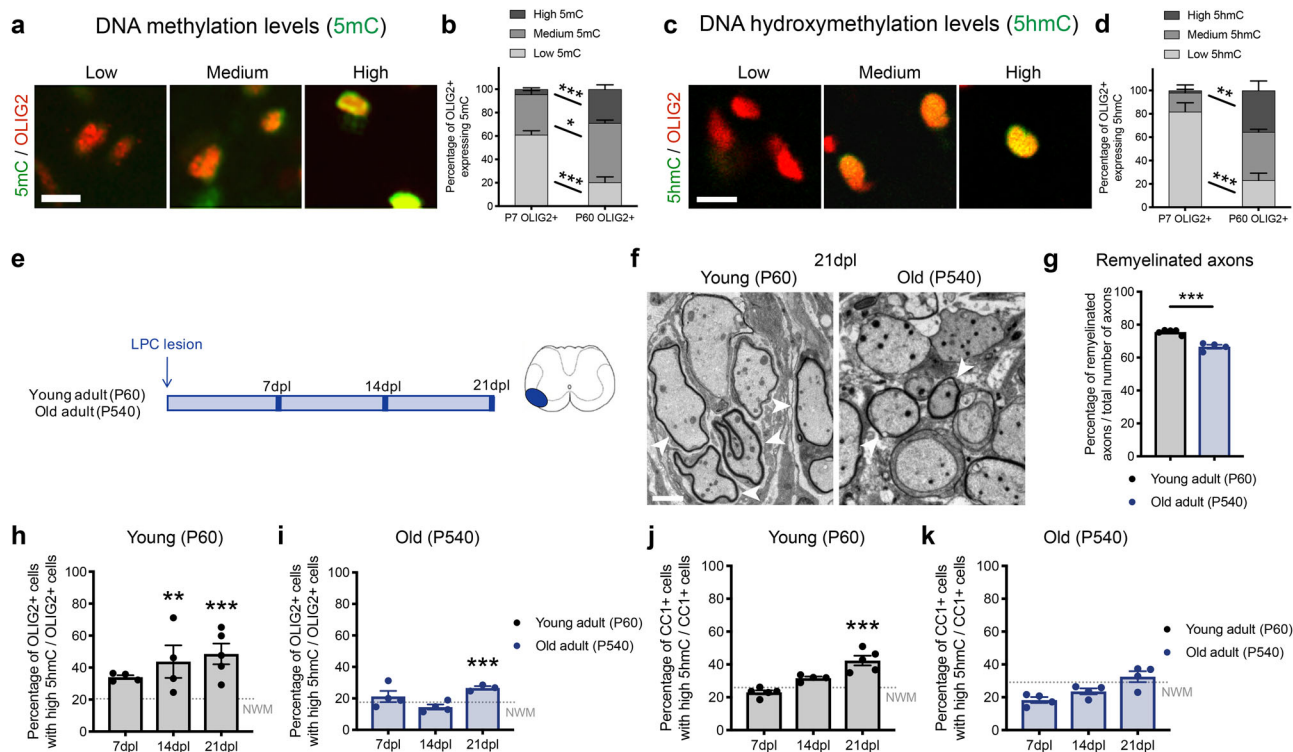 a
DNA methylation levels (5mC)
Low
Medium
High
5mC / OLIG2
b
High 5mC
Medium 5mC
Low 5mC
Percentage of OLIG2+
expressing 5mC
100
80
60
40
20
0
***
*
***
P7 OLIG2+
P60 OLIG2+
c
DNA hydroxymethylation levels (5hmC)
Low
Medium
High
5hmC / OLIG2
d
High 5hmC
Medium 5hmC
Low 5hmC
Percentage of OLIG2+
expressing 5hmC
100
80
60
40
20
0
**
***
P7 OLIG2+
P60 OLIG2+
e
LPC lesion
Young adult (P60)
Old adult (P540)
7dpl
14dpl
21dpl
f
21dpl
Young (P60)
Old (P540)
g
Remyelinated axons
Percentage of remyelinated
axons / total number of axons
100
80
60
40
20
0
***
Young adult (P60)
Old adult (P540)
h
Young (P60)
Percentage of OLIG2+ cells
with high 5hmC / OLIG2+ cells
100
80
60
40
20
0
**
***
NWM
7dpl
14dpl
21dpl
i
Old (P540)
Percentage of OLIG2+ cells
with high 5hmC / OLIG2+ cells
100
80
60
40
20
0
***
NWM
7dpl
14dpl
21dpl
Young adult (P60)
Old adult (P540)
j
Young (P60)
Percentage of CC1+ cells
with high 5hmC / CC1+ cells
100
80
60
40
20
0
***
NWM
7dpl
14dpl
21dpl
k
Old (P540)
Percentage of CC1+ cells
with high 5hmC / CC1+ cells
100
80
60
40
20
0
NWM
7dpl
14dpl
21dpl
Young adult (P60)
Old adult (P540)